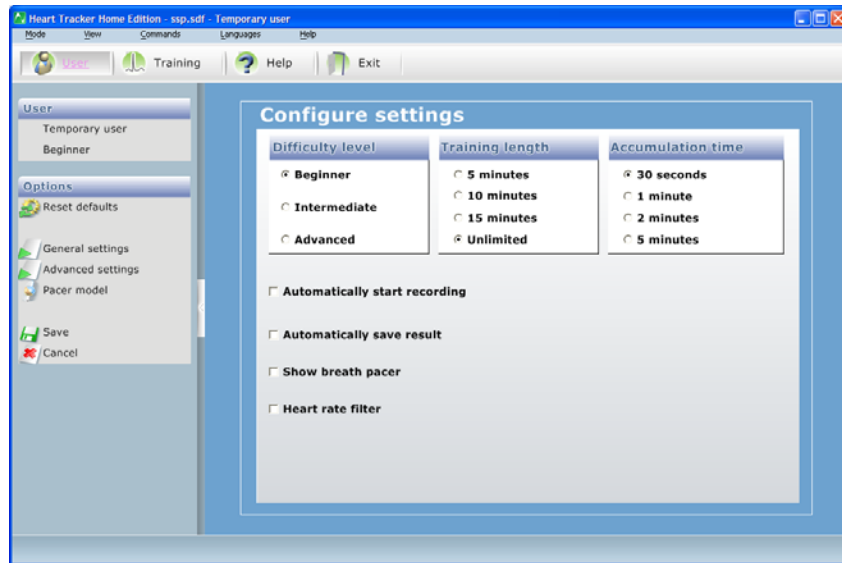 Heart Tracker Home Edition - ssp.sdf - Temporary user
Mode View Commands Languages Help
User Training Help Exit
User
Temporary user
Beginner
Options
Reset defaults
General settings
Advanced settings
Pacer model
Save
Cancel
Configure settings
Difficulty level
Beginner
Intermediate
Advanced
Training length
5 minutes
10 minutes
15 minutes
Unlimited
Accumulation time
30 seconds
1 minute
2 minutes
5 minutes
Automatically start recording
Automatically save result
Show breath pacer
Heart rate filter